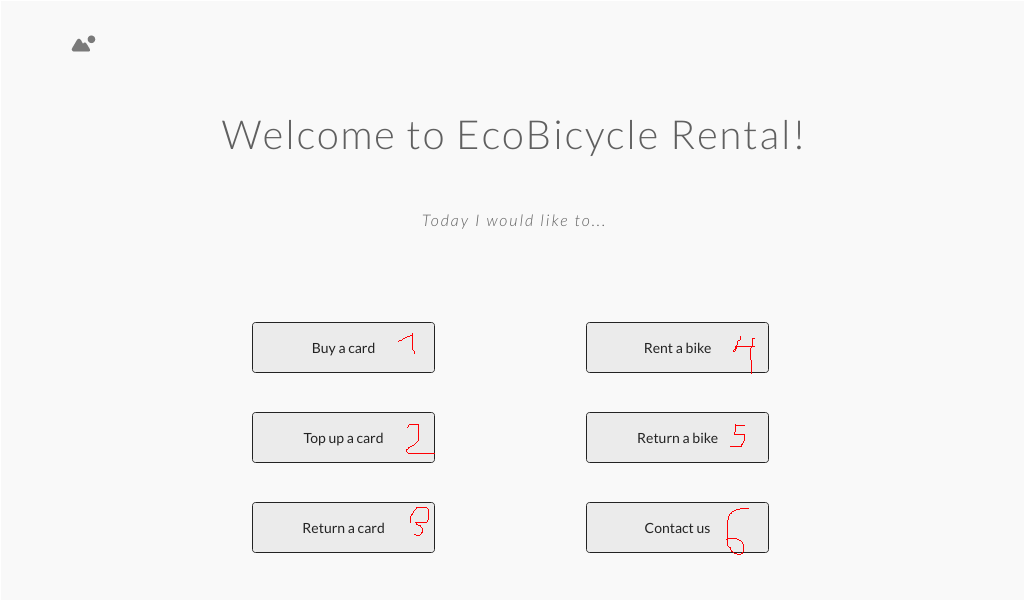 Welcome to EcoBicycle Rental!
Today I would like to...
Buy a card 1
Rent a bike 4
Top up a card 2
Return a bike 5
Return a card 3
Contact us 6